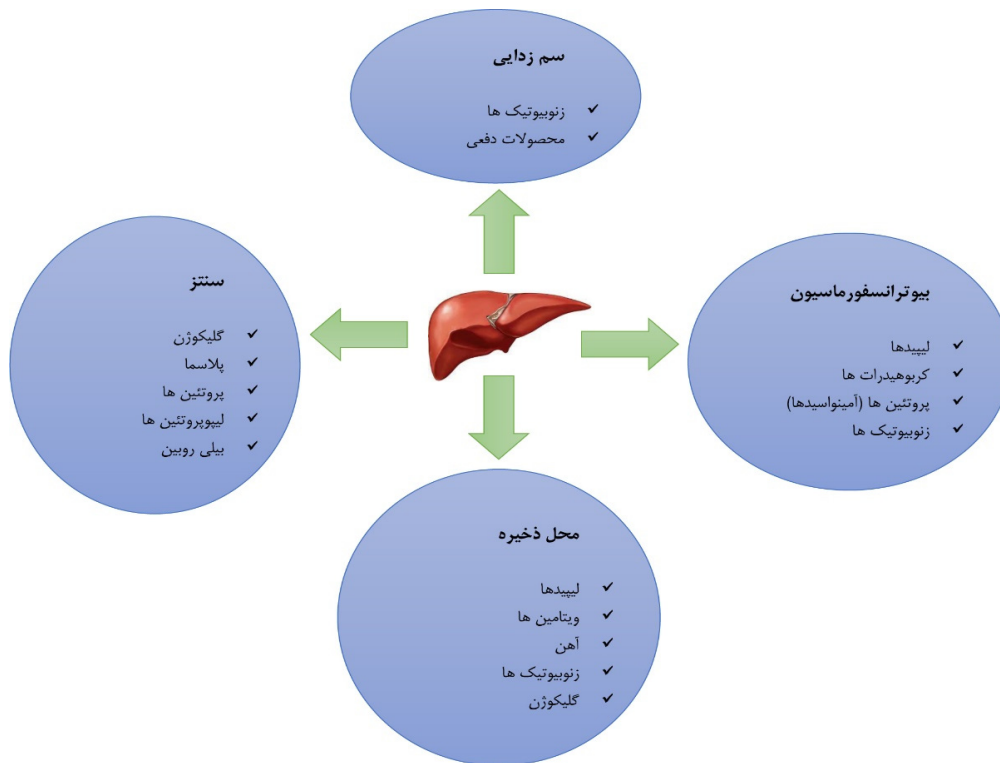 سم زدایی
زنوبیوتیک ها
محصولات دفعی
بیوترانسفورماسیون
لیپیدها
کربوهیدرات ها
پروتئین ها (آمینواسیدها)
زنوبیوتیک ها
سنتز
گلیکوژن
پلاسما
پروتئین ها
لیپوپروتئین ها
بیلی روبین
محل ذخیره
لیپیدها
ویتامین ها
آهن
زنوبیوتیک ها
گلیکوژن